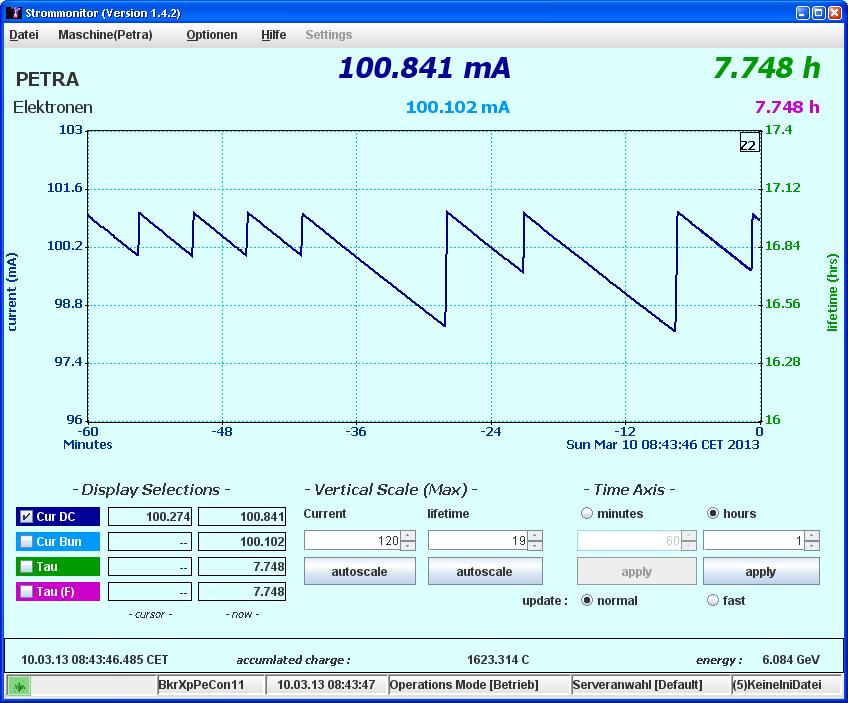 Strommonitor (Version 1.4.2)
Datei Maschine(Petra) Optionen Hilfe Settings
PETRA 100.841 mA 7.748 h
Elektronen 100.102 mA 7.748 h
103 17.4
Z2
101.6 17.12
100.2 16.84
current (mA) lifetime (hrs)
98.8 16.56
97.4 16.28
96 16
-60 -48 -36 -24 -12 0
Minutes Sun Mar 10 08:43:46 CET 2013
- Display Selections - - Vertical Scale (Max) - - Time Axis -
Cur DC 100.274 100.841 Current lifetime minutes hours
Cur Bun -- 100.102 120 19 60 1
Tau -- 7.748 autoscale autoscale apply apply
Tau (F) -- 7.748 update : normal fast
- cursor - - now -
10.03.13 08:43:46.485 CET accumlated charge : 1623.314 C energy : 6.084 GeV
BkrXpPeCon11 10.03.13 08:43:47 Operations Mode [Betrieb] Serveranwahl [Default] (5)KeineIniDatei